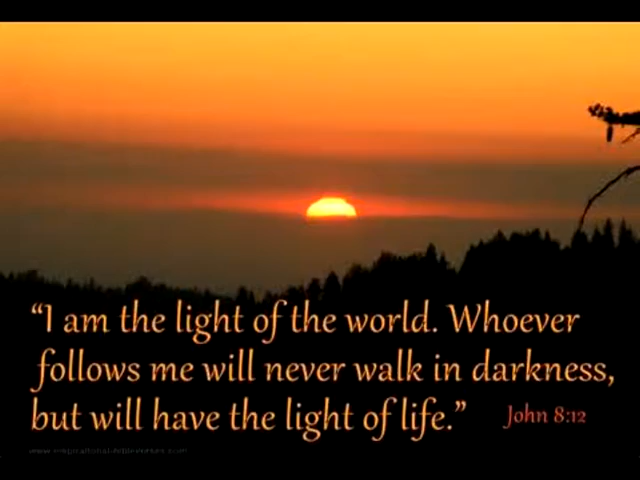 “I am the light of the world. Whoever
follows me will never walk in darkness,
but will have the light of life.” John 8:12